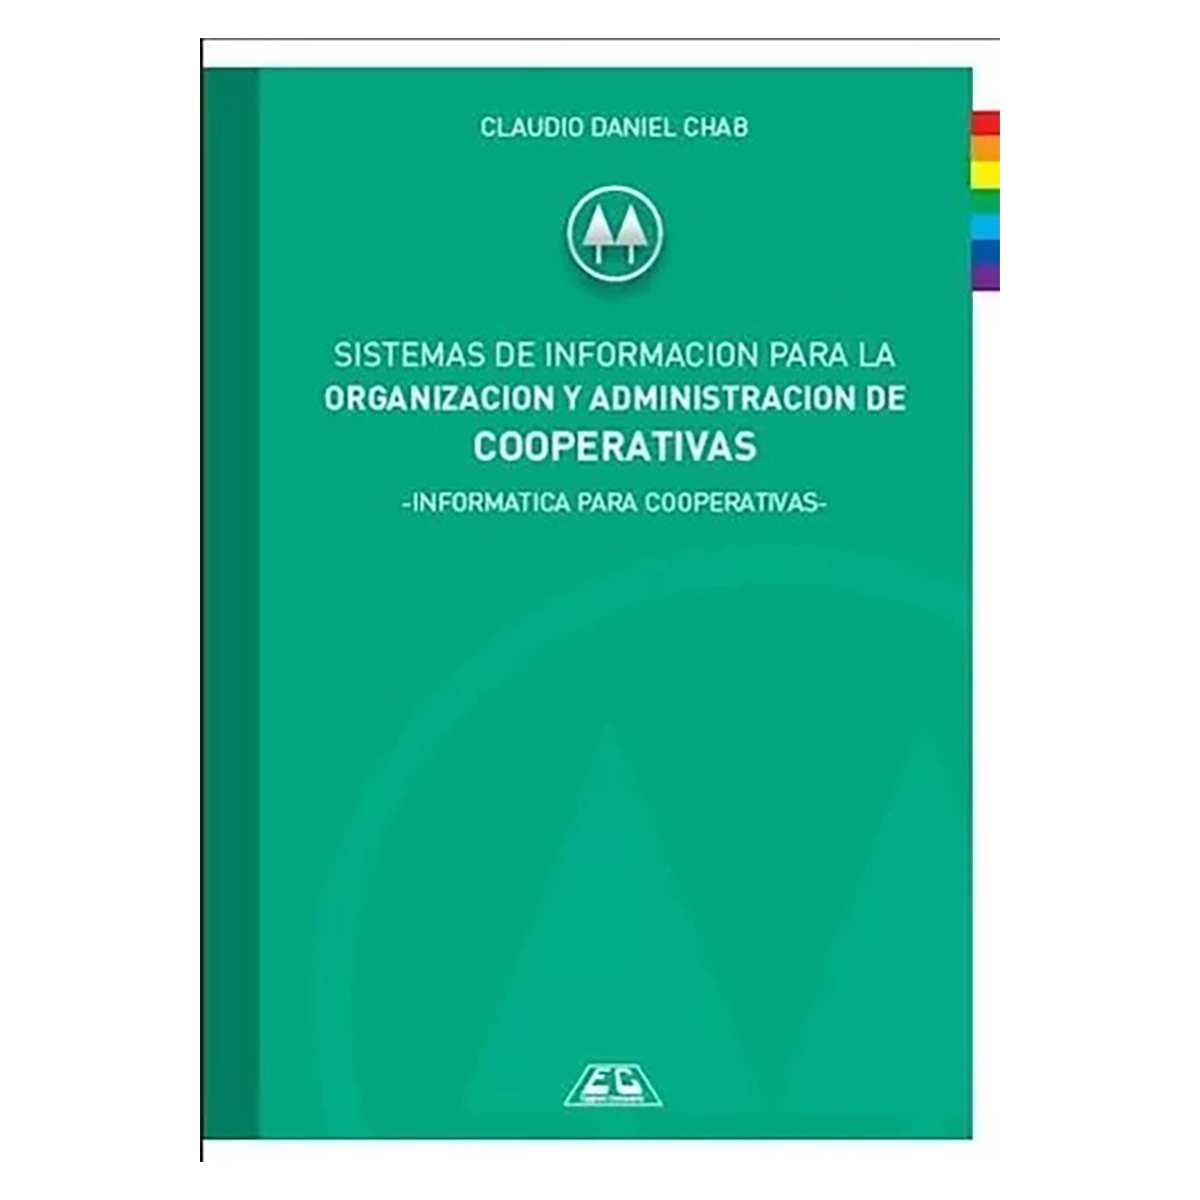 CLAUDIO DANIEL CHAB
SISTEMAS DE INFORMACION PARA LA
ORGANIZACION Y ADMINISTRACION DE
COOPERATIVAS
-INFORMATICA PARA COOPERATIVAS-
EC